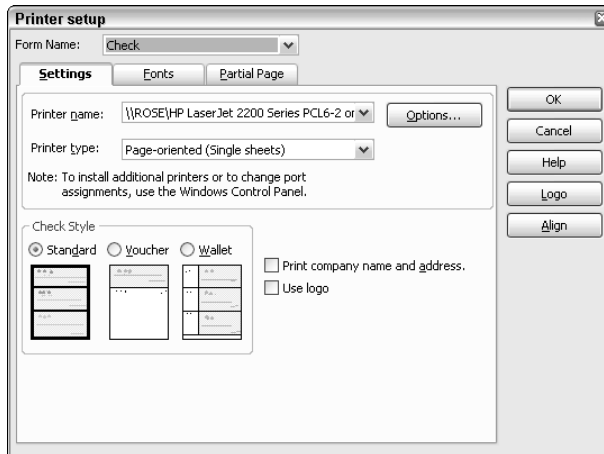 Printer setup
Form Name: Check
Settings Fonts Partial Page
Printer name: \\ROSE\HP LaserJet 2200 Series PCL6-2 or Options...
Printer type: Page-oriented (Single sheets)
Note: To install additional printers or to change port
assignments, use the Windows Control Panel.
Check Style
Standard Voucher Wallet
Print company name and address.
Use logo
OK
Cancel
Help
Logo
Align